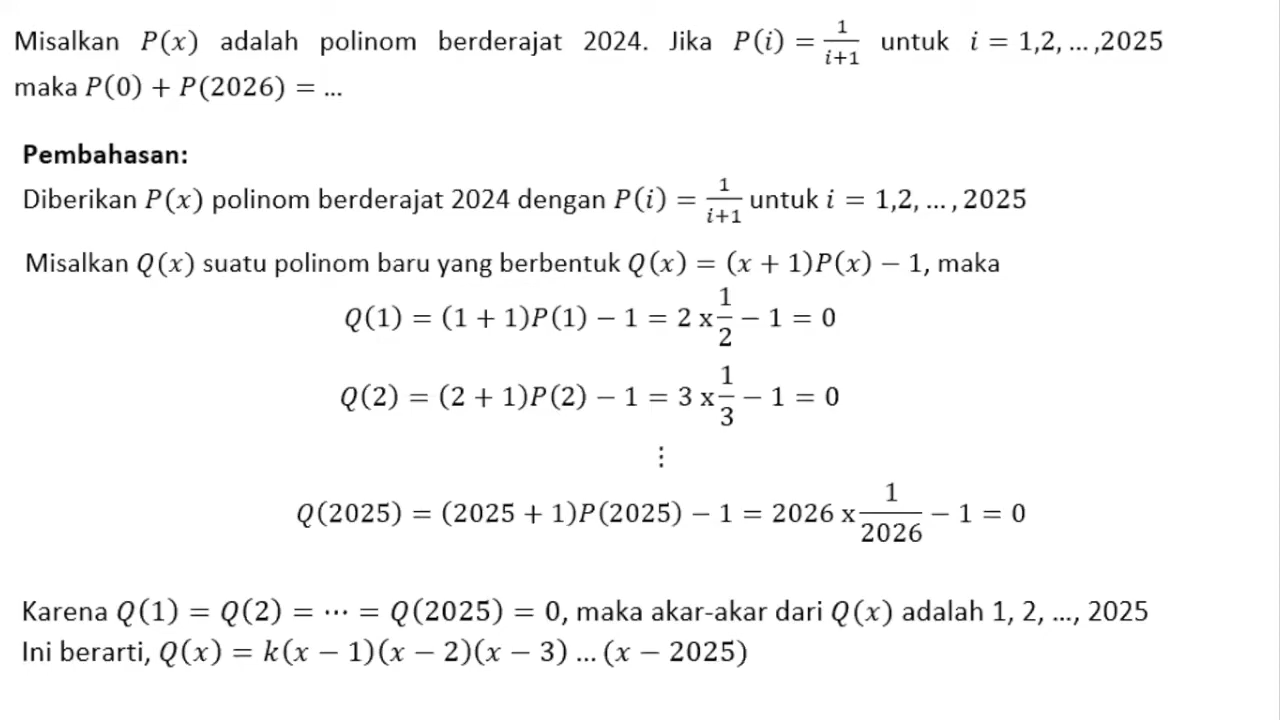 Misalkan P(x) adalah polinom berderajat 2024. Jika P(i) = 1/(i+1) untuk i = 1,2, … ,2025
maka P(0) + P(2026) = …
Pembahasan:
Diberikan P(x) polinom berderajat 2024 dengan P(i) = 1/(i+1) untuk i = 1,2, … , 2025
Misalkan Q(x) suatu polinom baru yang berbentuk Q(x) = (x + 1)P(x) − 1, maka
Q(1) = (1 + 1)P(1) − 1 = 2 x 1/2 − 1 = 0
Q(2) = (2 + 1)P(2) − 1 = 3 x 1/3 − 1 = 0
⋮
Q(2025) = (2025 + 1)P(2025) − 1 = 2026 x 1/2026 − 1 = 0
Karena Q(1) = Q(2) = ⋯ = Q(2025) = 0, maka akar-akar dari Q(x) adalah 1, 2, …, 2025
Ini berarti, Q(x) = k(x − 1)(x − 2)(x − 3) … (x − 2025)